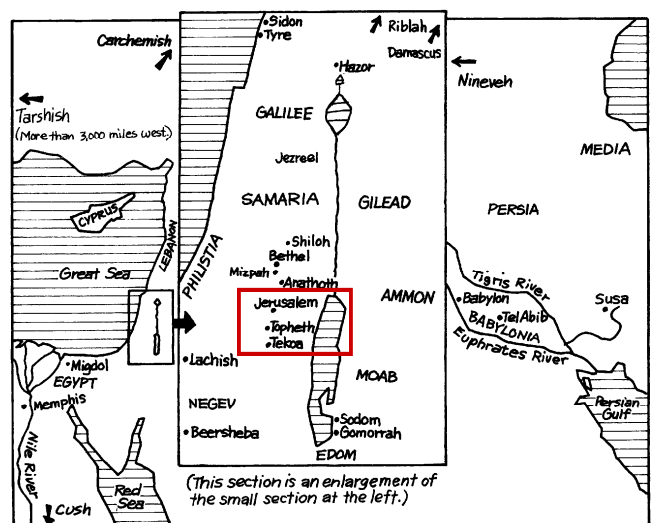 Sidon
Tyre
Riblah
Damascus
Carchemish
Hazor
Nineveh
Tarshish
(More than 3,000 miles west.)
GALILEE
MEDIA
Jezreel
SAMARIA
GILEAD
CYPRUS
PERSIA
LEBANON
PHILISTIA
Shiloh
Bethel
Mizpah
Anathoth
Great Sea
Tigris River
AMMON
Jerusalem
Babylon
Susa
Topheth
TelAbib
BABYLONIA
Tekoa
Euphrates River
Lachish
Migdol
EGYPT
MOAB
Memphis
NEGEV
Persian
Gulf
Sodom
Beersheba
Gomorrah
Nile River
EDOM
Red
Sea
(This section is an enlargement of
the small section at the left.)
Cush